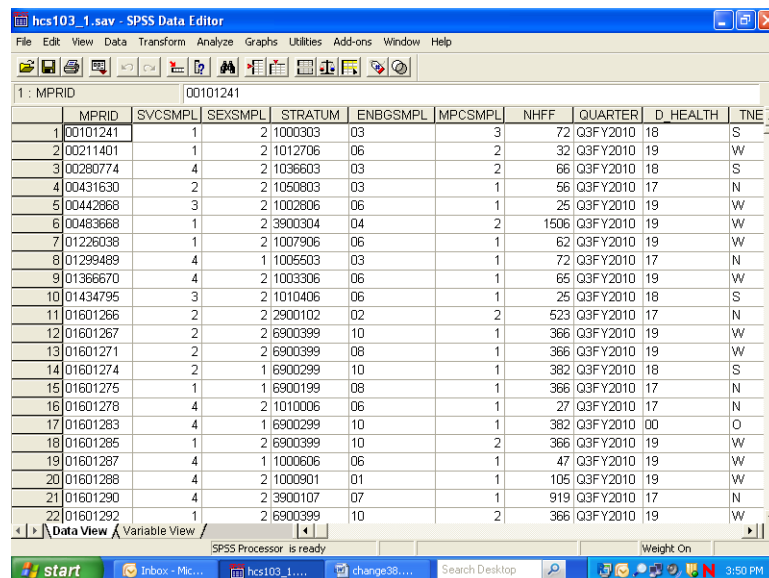 hcs103_1.sav - SPSS Data Editor
File Edit View Data Transform Analyze Graphs Utilities Add-ons Window Help
1 : MPRID 00101241
MPRID SVCSMPL SEXSMPL STRATUM ENBGSMPL MPCSMPL NHFF QUARTER D_HEALTH TNE
1 00101241 1 2 1000303 03 3 72 Q3FY2010 18 S
2 00211401 1 2 1012706 06 2 32 Q3FY2010 19 W
3 00280774 4 2 1036603 03 2 66 Q3FY2010 18 S
4 00431630 2 2 1050803 03 1 56 Q3FY2010 17 N
5 00442868 3 2 1002806 06 1 25 Q3FY2010 19 W
6 00483668 1 2 3900304 04 2 1506 Q3FY2010 19 W
7 01226038 1 2 1007906 06 1 62 Q3FY2010 19 W
8 01299489 4 1 1005503 03 1 72 Q3FY2010 17 N
9 01366670 4 2 1003306 06 1 65 Q3FY2010 19 W
10 01434795 3 2 1010406 06 1 25 Q3FY2010 18 S
11 01601266 2 2 2900102 02 2 523 Q3FY2010 17 N
12 01601267 2 2 6900399 10 1 366 Q3FY2010 19 W
13 01601271 2 2 6900399 08 1 366 Q3FY2010 19 W
14 01601274 2 1 6900299 10 1 382 Q3FY2010 18 S
15 01601275 1 1 6900199 08 1 366 Q3FY2010 17 N
16 01601278 4 2 1010006 06 1 27 Q3FY2010 17 N
17 01601283 4 1 6900299 10 1 382 Q3FY2010 00 O
18 01601285 1 2 6900399 10 2 366 Q3FY2010 19 W
19 01601287 4 1 1000606 06 1 47 Q3FY2010 19 W
20 01601288 4 2 1000901 01 1 105 Q3FY2010 19 W
21 01601290 4 2 3900107 07 1 919 Q3FY2010 17 N
22 01601292 1 2 6900399 10 2 366 Q3FY2010 19 W
Data View Variable View
SPSS Processor is ready Weight On
start Inbox - Mic... hcs103_1.... change38.... Search Desktop N 3:50 PM